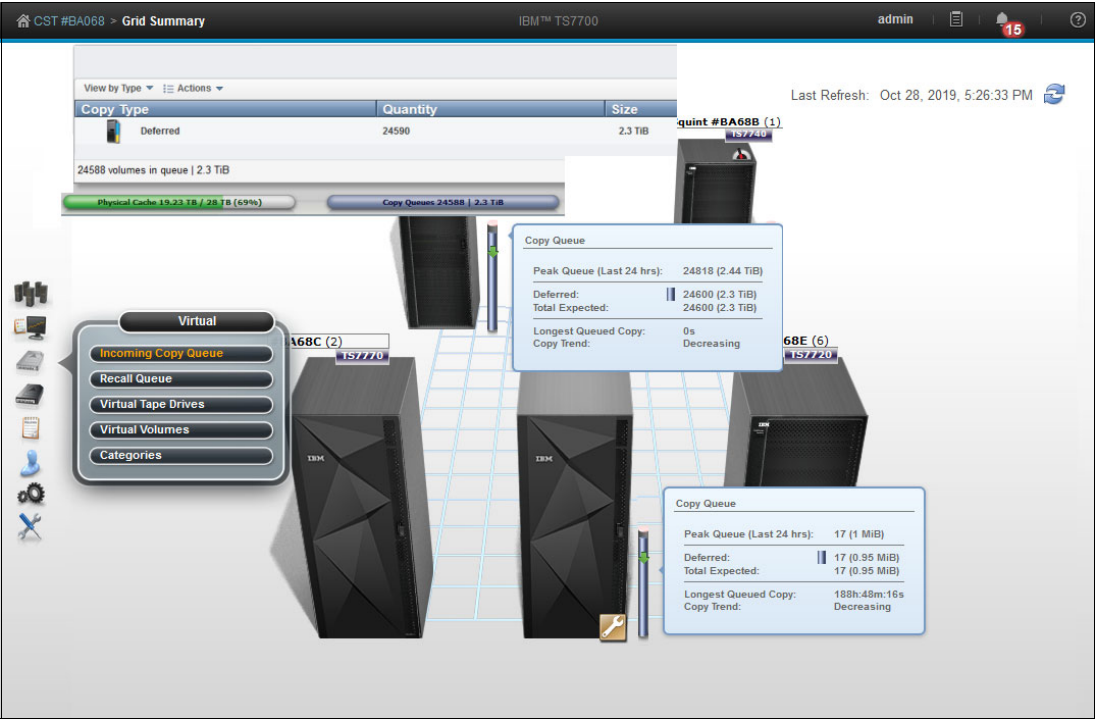 CST #BA068 > Grid Summary
IBM™ TS7700
admin
15
?
View by Type
Actions
Last Refresh: Oct 28, 2019, 5:26:33 PM
Copy Type Quantity Size
Deferred 24590 2.3 TiB
24588 volumes in queue | 2.3 TiB
Physical Cache 19.23 TB / 28 TB (69%)
Copy Queues 24588 | 2.3 TiB
squint #BA68B (1)
TS7740
Copy Queue
Peak Queue (Last 24 hrs): 24818 (2.44 TiB)
Deferred: 24600 (2.3 TiB)
Total Expected: 24600 (2.3 TiB)
Longest Queued Copy: 0s
Copy Trend: Decreasing
Virtual
Incoming Copy Queue
Recall Queue
Virtual Tape Drives
Virtual Volumes
Categories
A68C (2)
TS7770
68E (6)
TS7720
IBM
IBM
IBM
Copy Queue
Peak Queue (Last 24 hrs): 17 (1 MiB)
Deferred: 17 (0.95 MiB)
Total Expected: 17 (0.95 MiB)
Longest Queued Copy: 188h:48m:16s
Copy Trend: Decreasing